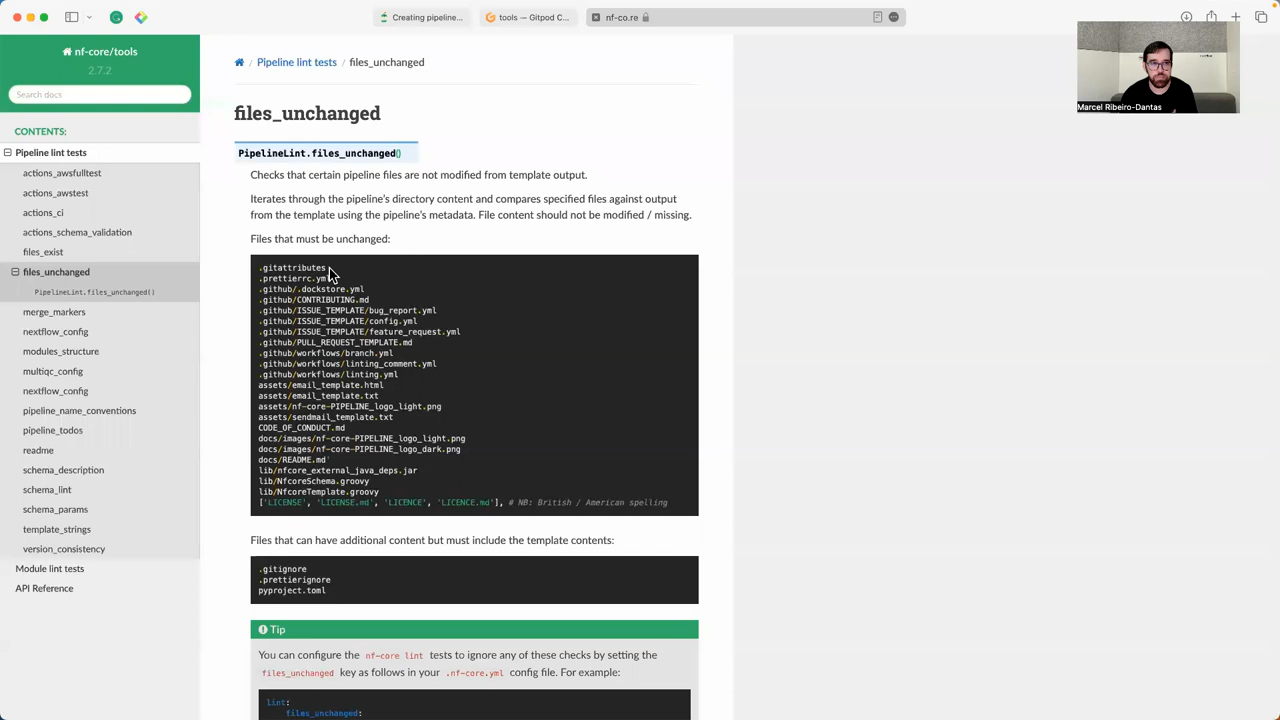 Creating pipeline...
tools — Gitpod C...
nf-co.re
nf-core/tools
2.7.2
Search docs
CONTENTS:
Pipeline lint tests
actions_awsfulltest
actions_awstest
actions_ci
actions_schema_validation
files_exist
files_unchanged
PipelineLint.files_unchanged()
merge_markers
nextflow_config
modules_structure
multiqc_config
nextflow_config
pipeline_name_conventions
pipeline_todos
readme
schema_description
schema_lint
schema_params
template_strings
version_consistency
Module lint tests
API Reference
/ Pipeline lint tests / files_unchanged
files_unchanged
PipelineLint.files_unchanged()
Checks that certain pipeline files are not modified from template output.
Iterates through the pipeline's directory content and compares specified files against output
from the template using the pipeline's metadata. File content should not be modified / missing.
Files that must be unchanged:
.gitattributes
.prettierrc.yml
.github/.dockstore.yml
.github/CONTRIBUTING.md
.github/ISSUE_TEMPLATE/bug_report.yml
.github/ISSUE_TEMPLATE/config.yml
.github/ISSUE_TEMPLATE/feature_request.yml
.github/PULL_REQUEST_TEMPLATE.md
.github/workflows/branch.yml
.github/workflows/linting_comment.yml
.github/workflows/linting.yml
assets/email_template.html
assets/email_template.txt
assets/nf-core-PIPELINE_logo_light.png
assets/sendmail_template.txt
CODE_OF_CONDUCT.md
docs/images/nf-core-PIPELINE_logo_light.png
docs/images/nf-core-PIPELINE_logo_dark.png
docs/README.md'
lib/nfcore_external_java_deps.jar
lib/NfcoreSchema.groovy
lib/NfcoreTemplate.groovy
['LICENSE', 'LICENSE.md', 'LICENCE', 'LICENCE.md'], # NB: British / American spelling
Files that can have additional content but must include the template contents:
.gitignore
.prettierignore
pyproject.toml
Tip
You can configure the nf-core lint tests to ignore any of these checks by setting the
files_unchanged key as follows in your .nf-core.yml config file. For example:
lint:
files_unchanged:
Marcel Ribeiro-Dantas